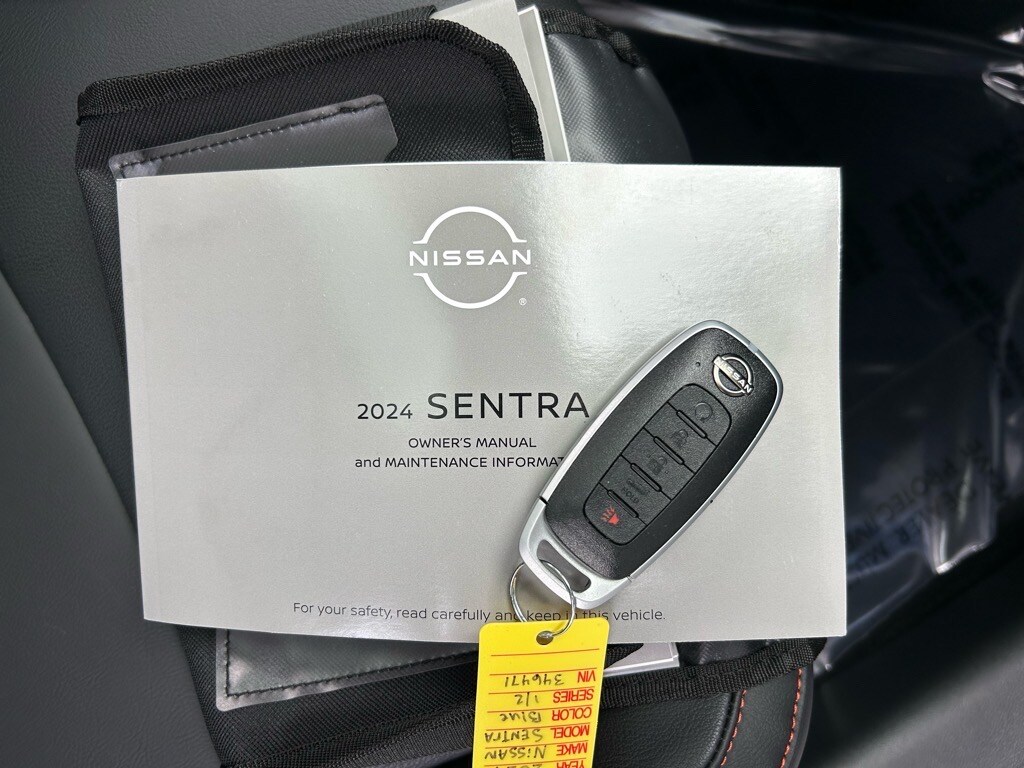 NISSAN
®
2024 SENTRA
OWNER'S MANUAL
and MAINTENANCE INFORMAT
For your safety, read carefully and keep in this vehicle.
NISSAN
YEAR
MAKE NISSAN
MODEL SENTRA
COLOR Blue
SERIES 1/2
VIN 346471